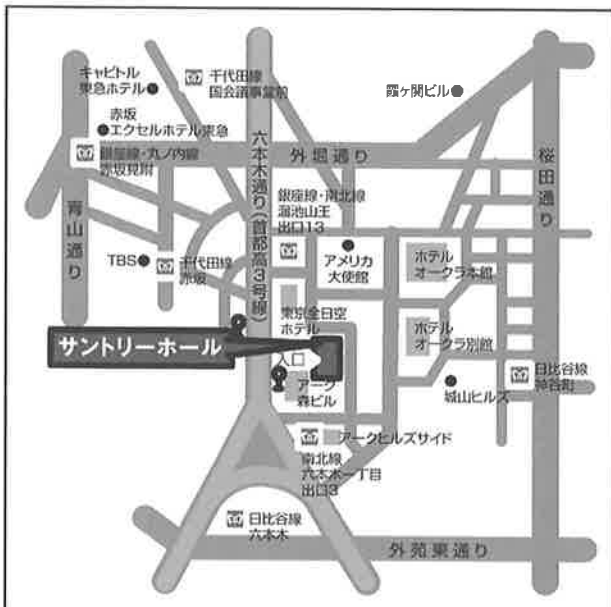 キャピトル
東急ホテル
千代田線
国会議事堂前
霞ヶ関ビル
赤坂
エクセルホテル東急
銀座線・丸ノ内線
赤坂見附
六本木通り(首都高3号線)
外堀通り
桜田通り
青山通り
銀座線・南北線
溜池山王
出口13
TBS
千代田線
赤坂
アメリカ
大使館
ホテル
オークラ本館
東京全日空
ホテル
ホテル
オークラ別館
サントリーホール
入口
アーク
森ビル
日比谷線
神谷町
城山ヒルズ
アークヒルズサイド
南北線
六本木一丁目
出口3
日比谷線
六本木
外苑東通り